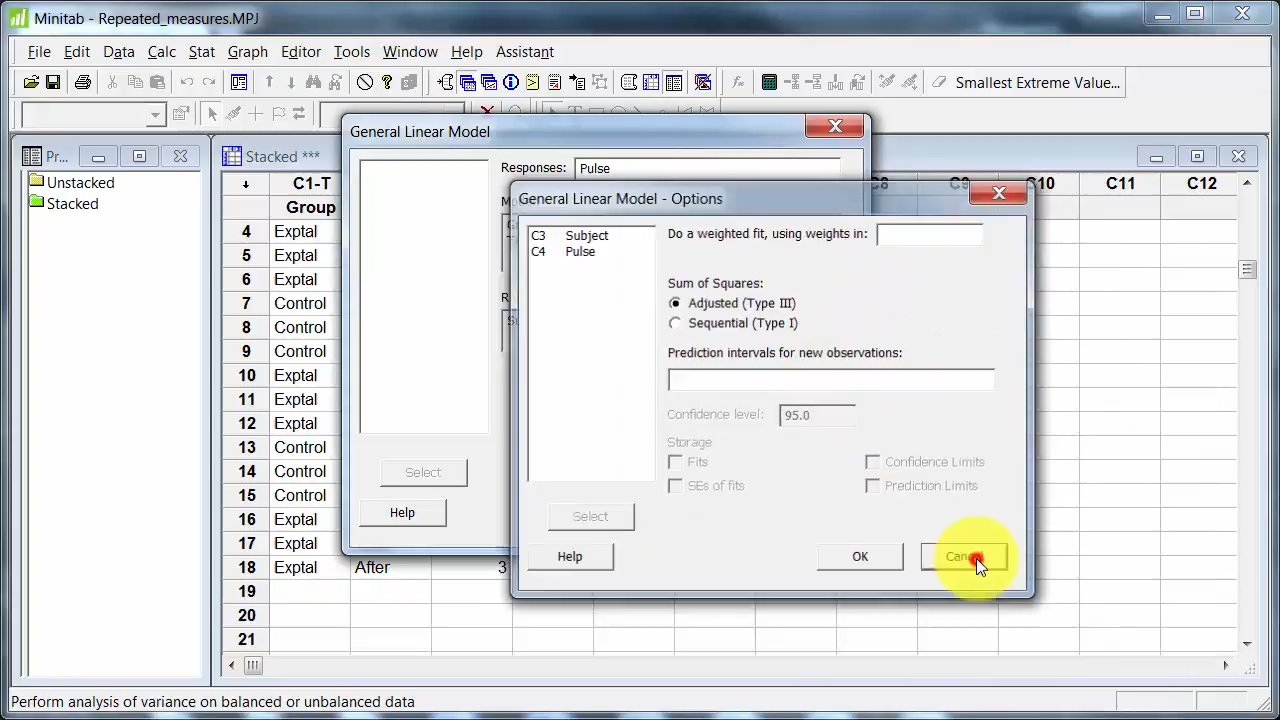 Minitab - Repeated_measures.MPJ
File Edit Data Calc Stat Graph Editor Tools Window Help Assistant
Smallest Extreme Value...
General Linear Model
Pr...
Stacked ***
Responses: Pulse
Unstacked
Stacked
C1-T C8 C9 C10 C11 C12
Group
General Linear Model - Options
4 Exptal
5 Exptal
6 Exptal
7 Control
8 Control
9 Control
10 Exptal
11 Exptal
12 Exptal
13 Control
14 Control
15 Control
16 Exptal
17 Exptal
18 Exptal After 3
19
20
21
C3 Subject
C4 Pulse
Do a weighted fit, using weights in:
Sum of Squares:
Adjusted (Type III)
Sequential (Type I)
Prediction intervals for new observations:
Confidence level: 95.0
Storage
Fits Confidence Limits
SEs of fits Prediction Limits
Select
Help
Select
Help OK
Perform analysis of variance on balanced or unbalanced data